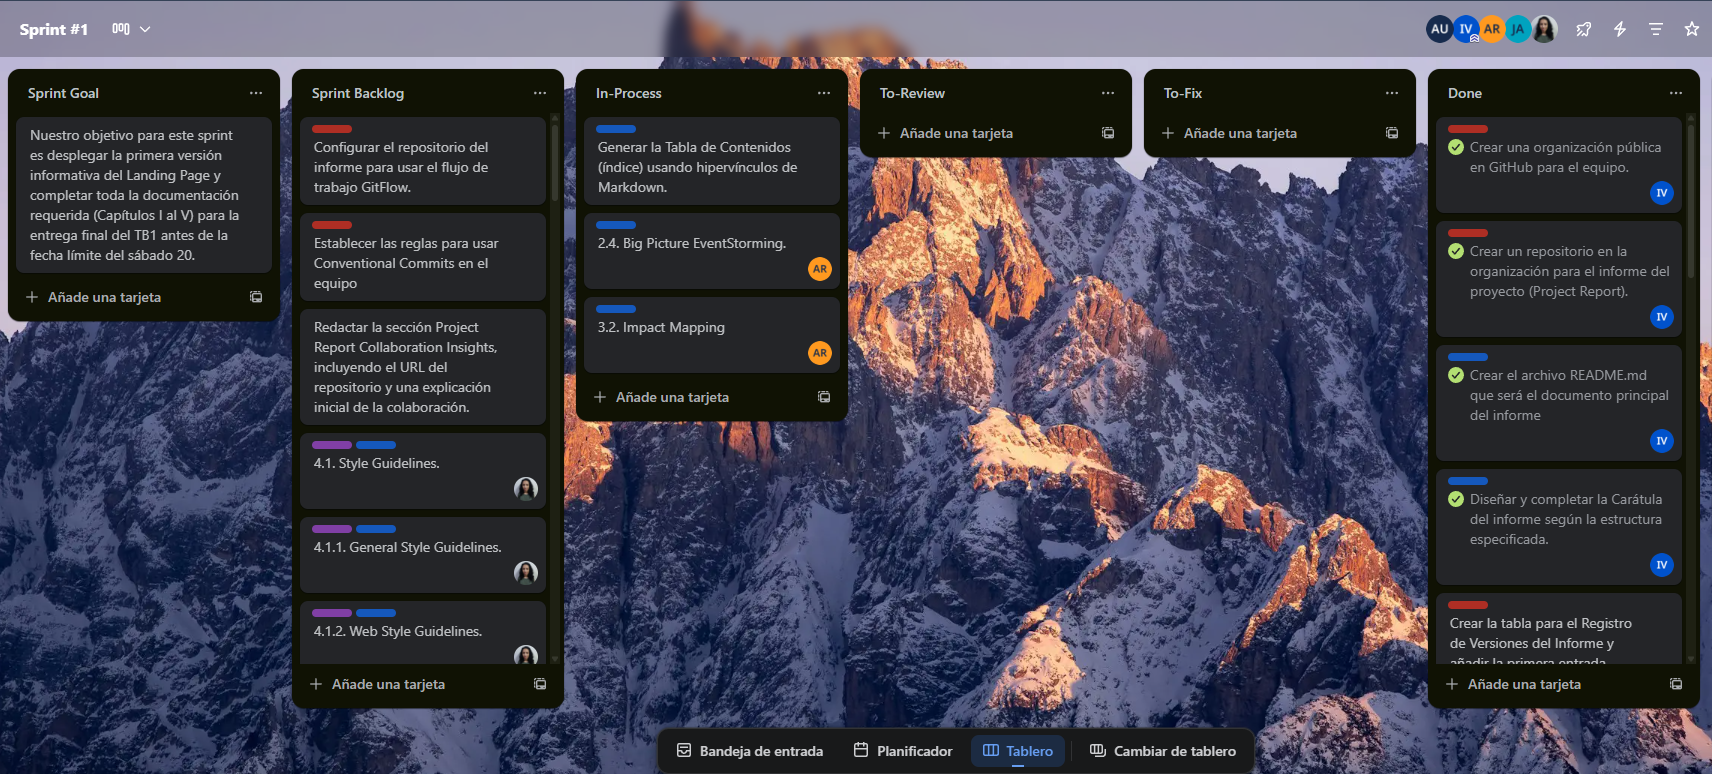 Sprint #1
AU IV AR JA
Sprint Goal
Nuestro objetivo para este sprint
es desplegar la primera versión
informativa del Landing Page y
completar toda la documentación
requerida (Capítulos I al V) para la
entrega final del TB1 antes de la
fecha límite del sábado 20.
Añade una tarjeta
Sprint Backlog
Configurar el repositorio del
informe para usar el flujo de
trabajo GitFlow.
Establecer las reglas para usar
Conventional Commits en el
equipo
Redactar la sección Project
Report Collaboration Insights,
incluyendo el URL del
repositorio y una explicación
inicial de la colaboración.
4.1. Style Guidelines.
4.1.1. General Style Guidelines.
4.1.2. Web Style Guidelines.
Añade una tarjeta
In-Process
Generar la Tabla de Contenidos
(índice) usando hipervínculos de
Markdown.
2.4. Big Picture EventStorming.
AR
3.2. Impact Mapping
AR
Añade una tarjeta
To-Review
Añade una tarjeta
To-Fix
Añade una tarjeta
Done
Crear una organización pública
en GitHub para el equipo.
IV
Crear un repositorio en la
organización para el informe del
proyecto (Project Report).
IV
Crear el archivo README.md
que será el documento principal
del informe
IV
Diseñar y completar la Carátula
del informe según la estructura
especificada.
IV
Crear la tabla para el Registro
de Versiones del Informe y
añadir la primera entrada
Añade una tarjeta
Bandeja de entrada
Planificador
Tablero
Cambiar de tablero